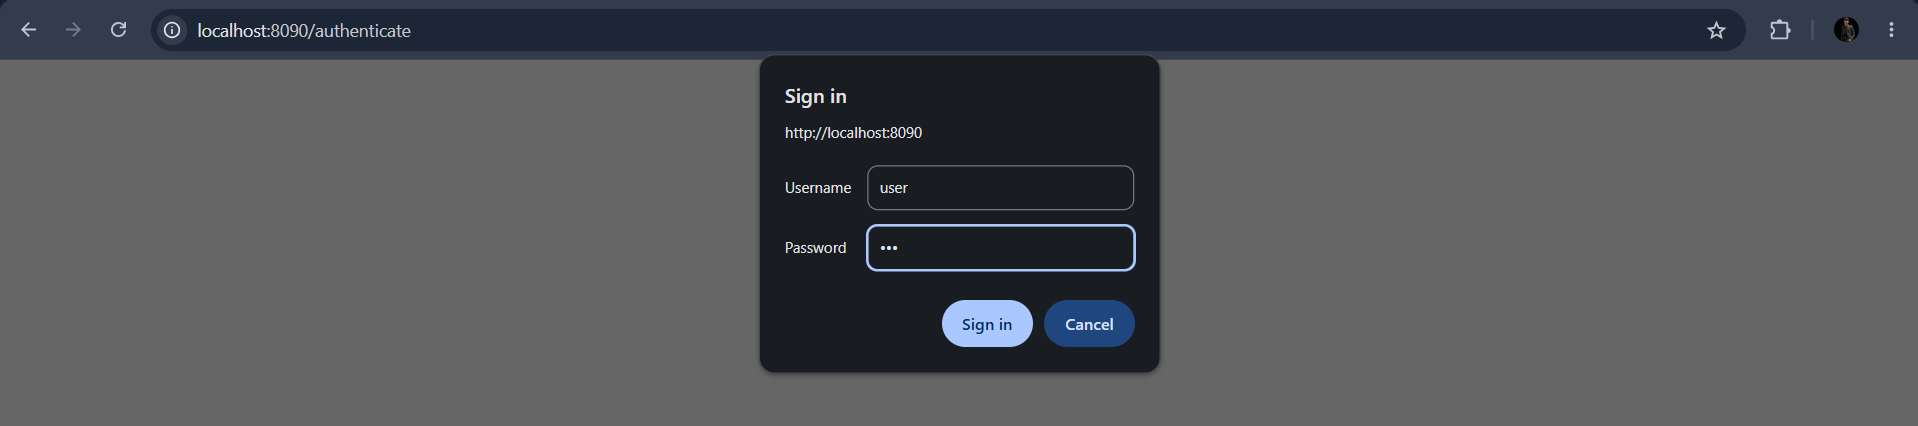 localhost:8090/authenticate
Sign in
http://localhost:8090
Username user
Password •••
Sign in Cancel